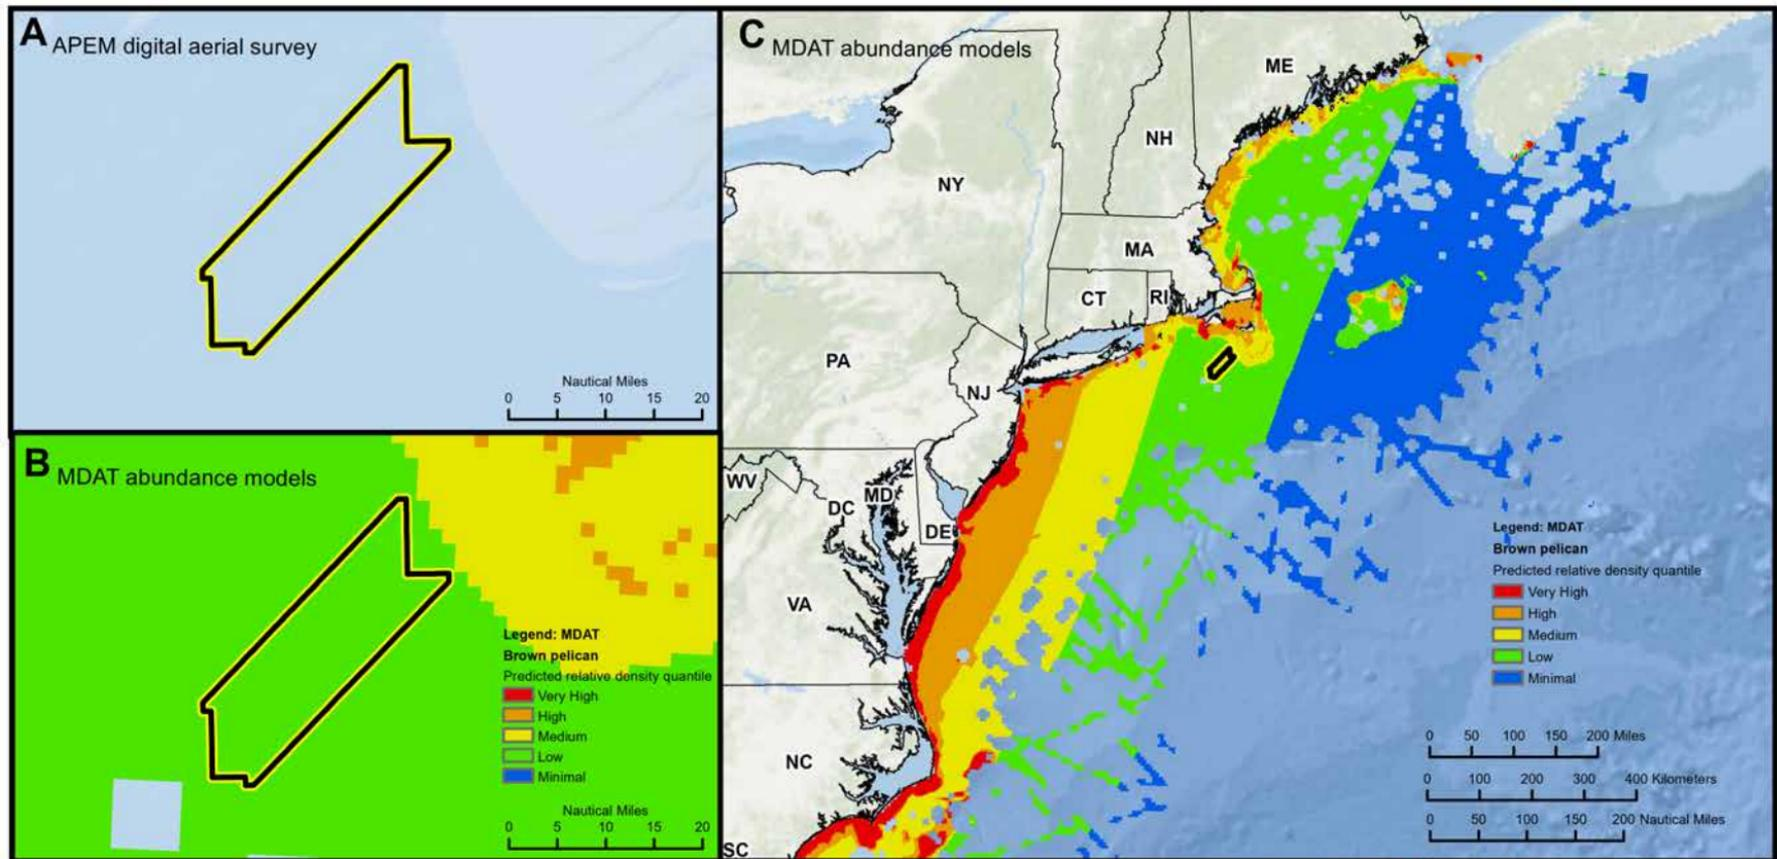 A APEM digital aerial survey
Nautical Miles
0 5 10 15 20
B MDAT abundance models
Legend: MDAT
Brown pelican
Predicted relative density quantile
Very High
High
Medium
Low
Minimal
Nautical Miles
0 5 10 15 20
C MDAT abundance models
ME
NH
NY
MA
CT
RI
PA
NJ
WV
MD
DC
DE
VA
NC
SC
Legend: MDAT
Brown pelican
Predicted relative density quantile
Very High
High
Medium
Low
Minimal
0 50 100 150 200 Miles
0 100 200 300 400 Kilometers
0 50 100 150 200 Nautical Miles